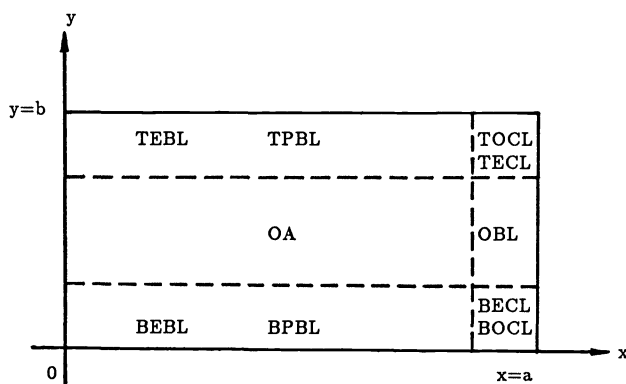 y
y=b
TEBL TPBL TOCL
TECL
OA OBL
BECL
BEBL BPBL BOCL
x
0 x=a